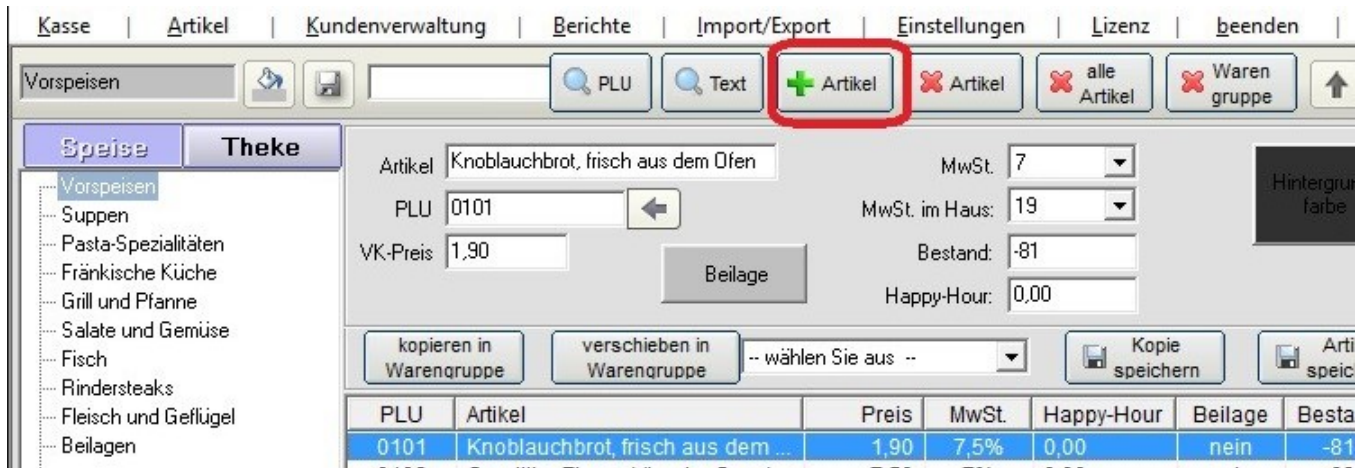 Kasse | Artikel | Kundenverwaltung | Berichte | Import/Export | Einstellungen | Lizenz | beenden |
Vorspeisen PLU Text Artikel Artikel alle Artikel Waren gruppe
Speise Theke
Vorspeisen
Suppen
Pasta-Spezialitäten
Fränkische Küche
Grill und Pfanne
Salate und Gemüse
Fisch
Rindersteaks
Fleisch und Geflügel
Beilagen
Artikel Knoblauchbrot, frisch aus dem Ofen
PLU 0101
VK-Preis 1,90
Beilage
MwSt. 7
MwSt. im Haus: 19
Bestand: -81
Happy-Hour: 0,00
farbe
kopieren in Warengruppe verschieben in Warengruppe -- wählen Sie aus -- Kopie speichern
PLU Artikel Preis MwSt. Happy-Hour Beilage
0101 Knoblauchbrot, frisch aus dem ... 1,90 7,5% 0,00 nein -81